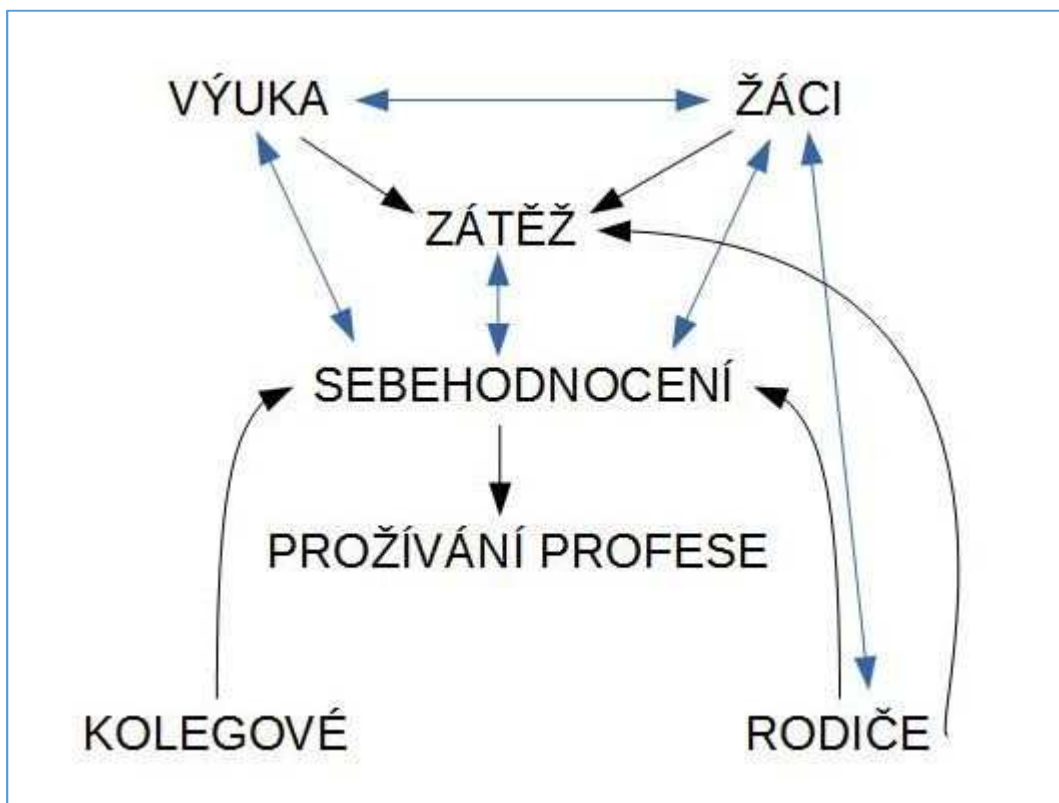 VÝUKA
ŽÁCI
ZÁTĚŽ
SEBEHODNOCENÍ
PROŽÍVÁNÍ PROFESE
KOLEGOVÉ
RODIČE